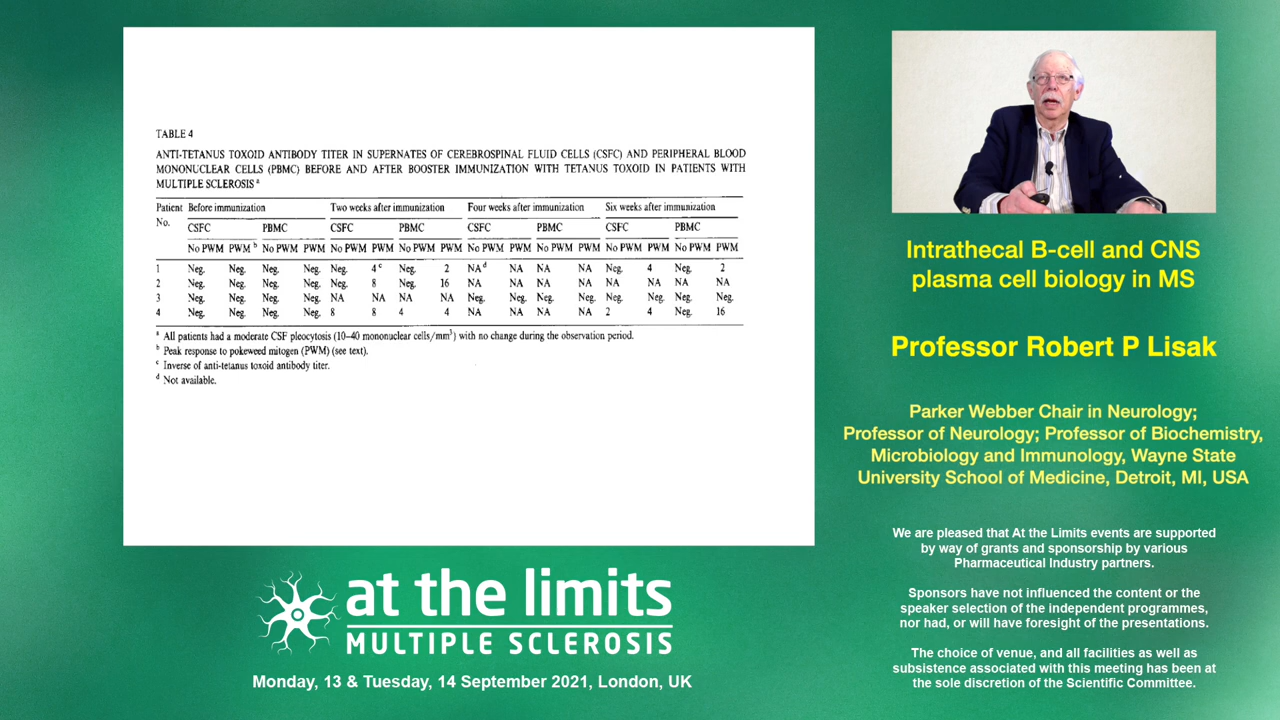 TABLE 4
ANTI-TETANUS TOXOID ANTIBODY TITER IN SUPERNATES OF CEREBROSPINAL FLUID CELLS (CSFC) AND PERIPHERAL BLOOD
MONONUCLEAR CELLS (PBMC) BEFORE AND AFTER BOOSTER IMMUNIZATION WITH TETANUS TOXOID IN PATIENTS WITH
MULTIPLE SCLEROSIS a
Patient No. Before immunization Two weeks after immunization Four weeks after immunization Six weeks after immunization
CSFC PBMC CSFC PBMC CSFC PBMC CSFC PBMC
No PWM PWM b No PWM PWM No PWM PWM No PWM PWM No PWM PWM No PWM PWM No PWM PWM No PWM PWM
1 Neg. Neg. Neg. Neg. Neg. 4 c Neg. 2 NA d NA NA NA Neg. 4 Neg. 2
2 Neg. Neg. Neg. Neg. Neg. 8 Neg. 16 NA NA NA NA NA NA NA NA
3 Neg. Neg. Neg. Neg. NA NA NA NA Neg. Neg. Neg. Neg. Neg. Neg. Neg. Neg.
4 Neg. Neg. Neg. Neg. 8 8 4 4 NA NA NA NA 2 4 Neg. 16
a All patients had a moderate CSF pleocytosis (10–40 mononuclear cells/mm3) with no change during the observation period.
b Peak response to pokeweed mitogen (PWM) (see text).
c Inverse of anti-tetanus toxoid antibody titer.
d Not available.
at the limits
MULTIPLE SCLEROSIS
Monday, 13 & Tuesday, 14 September 2021, London, UK
Intrathecal B-cell and CNS
plasma cell biology in MS
Professor Robert P Lisak
Parker Webber Chair in Neurology;
Professor of Neurology; Professor of Biochemistry,
Microbiology and Immunology, Wayne State
University School of Medicine, Detroit, MI, USA
We are pleased that At the Limits events are supported
by way of grants and sponsorship by various
Pharmaceutical Industry partners.
Sponsors have not influenced the content or the
speaker selection of the independent programmes,
nor had, or will have foresight of the presentations.
The choice of venue, and all facilities as well as
subsistence associated with this meeting has been at
the sole discretion of the Scientific Committee.